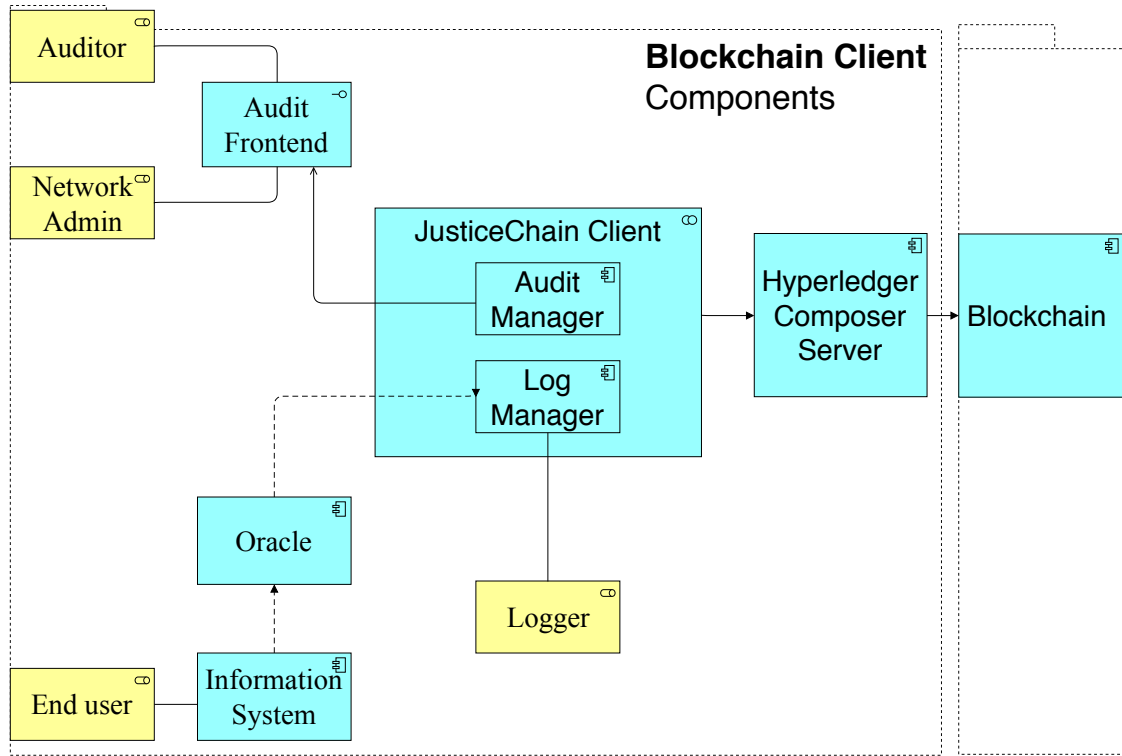 Auditor
Blockchain Client
Components
Audit
Frontend
Network
Admin
JusticeChain Client
Audit
Manager
Hyperledger
Composer
Server
Blockchain
Log
Manager
Oracle
Logger
End user
Information
System